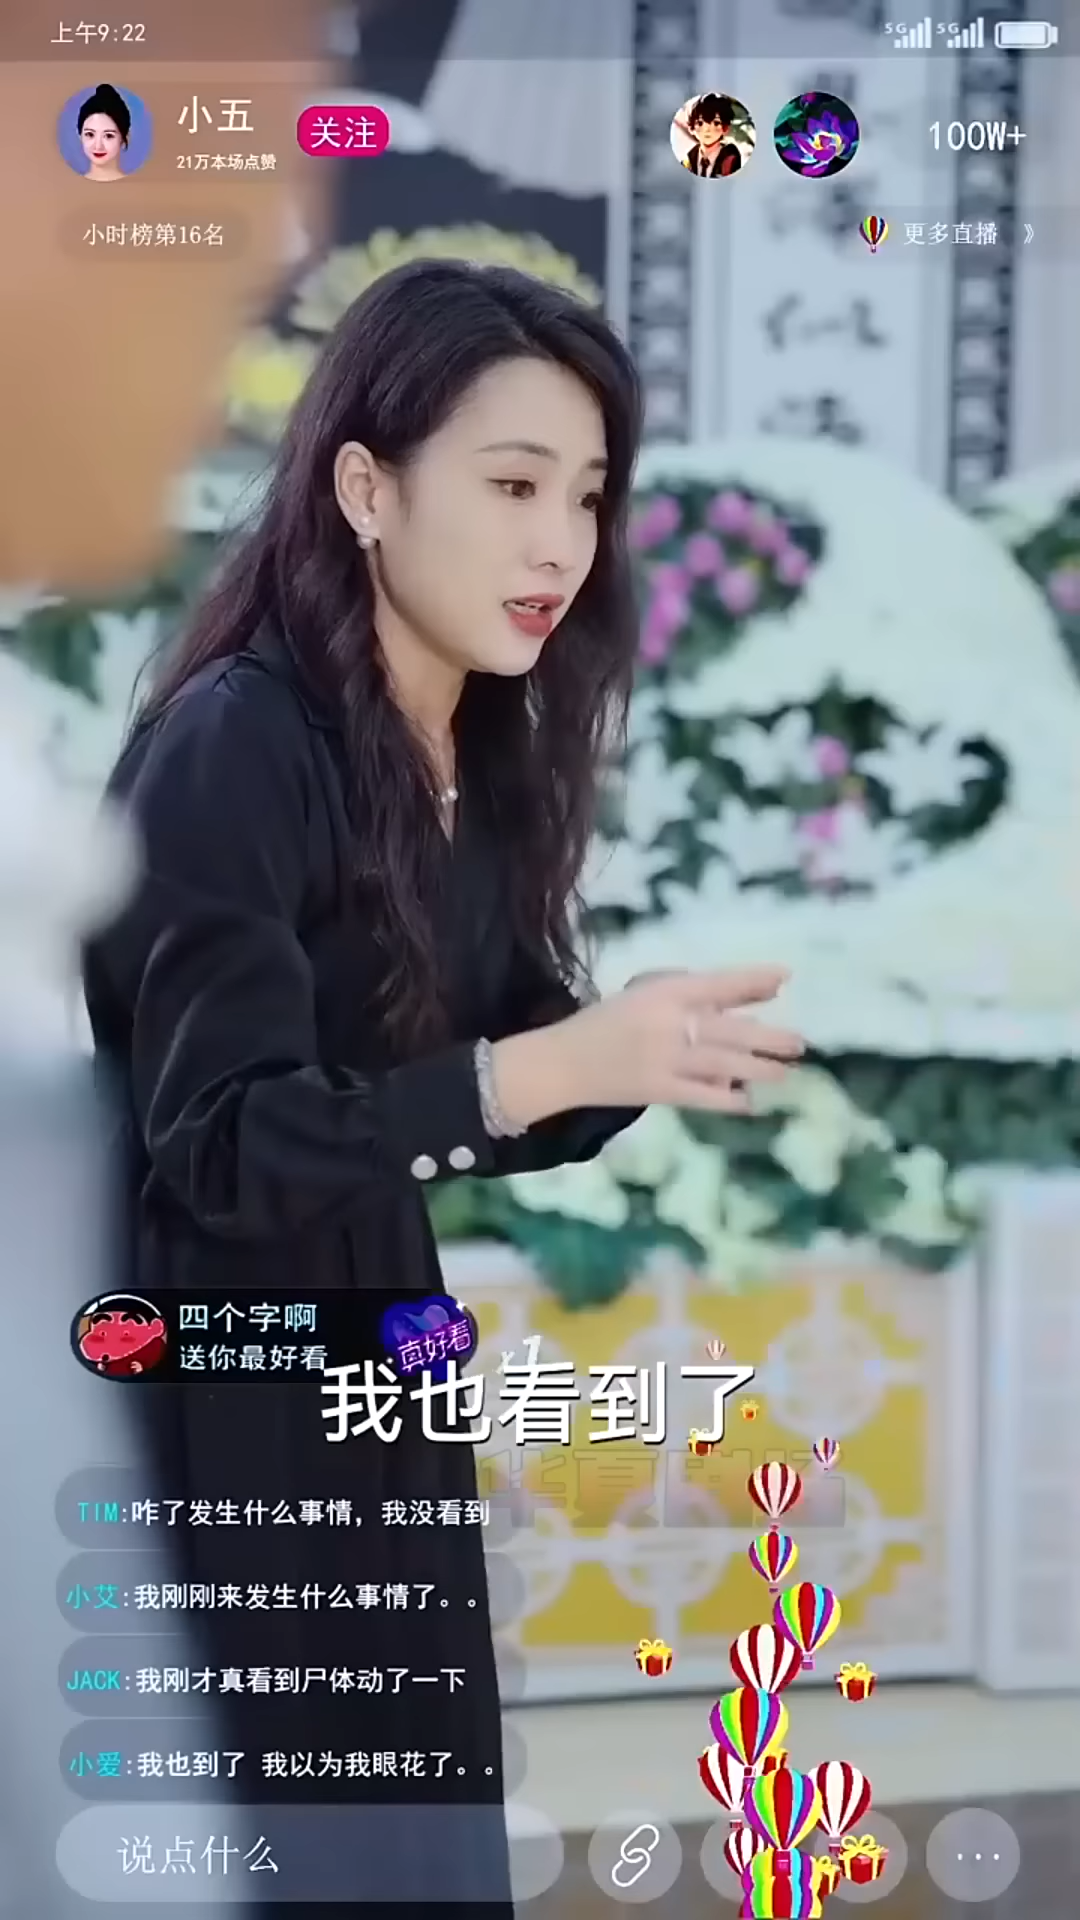 上午9:22
5G 5G
小五
关注
21万本场点赞
100W+
小时榜第16名
更多直播 》
四个字啊
送你最好看
真好看
x1
我也看到了
TIM:咋了发生什么事情，我没看到
小艾:我刚刚来发生什么事情了。。
JACK:我刚才真看到尸体动了一下
小爱:我也到了 我以为我眼花了。。
说点什么